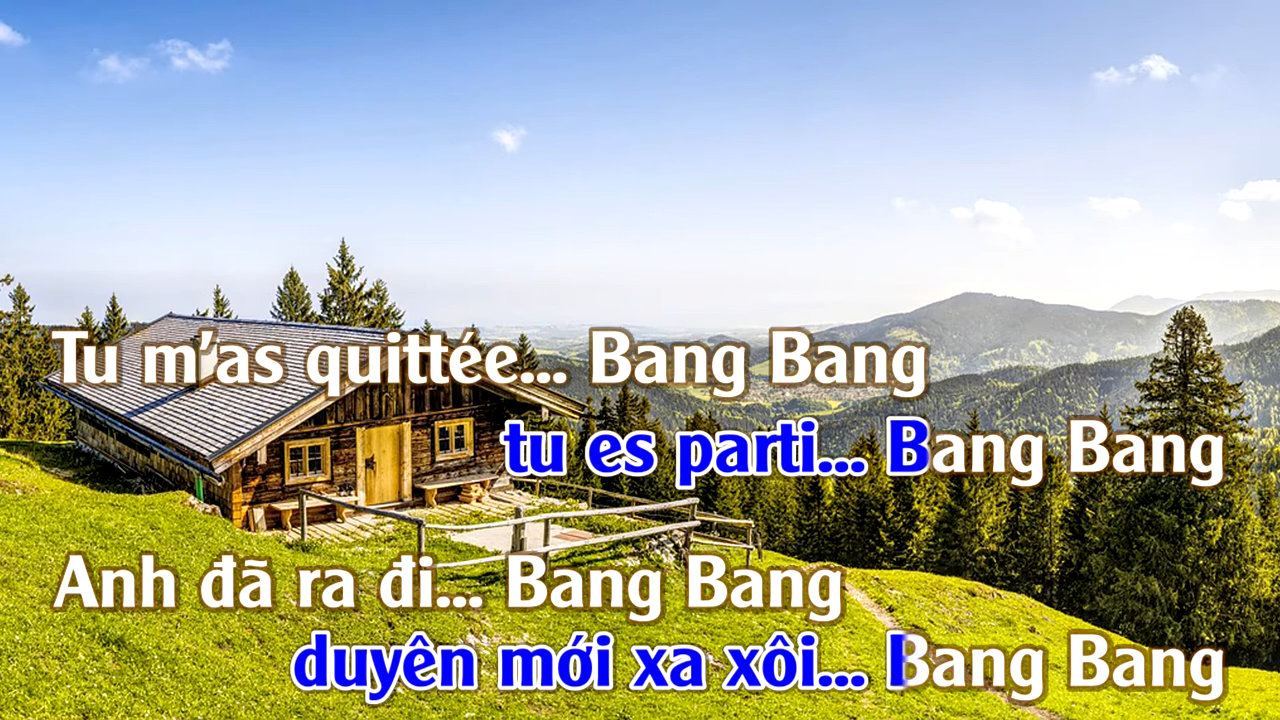 Tu m'as quittée... Bang Bang
tu es parti... Bang Bang
Anh đã ra đi... Bang Bang
duyên mới xa xôi... Bang Bang